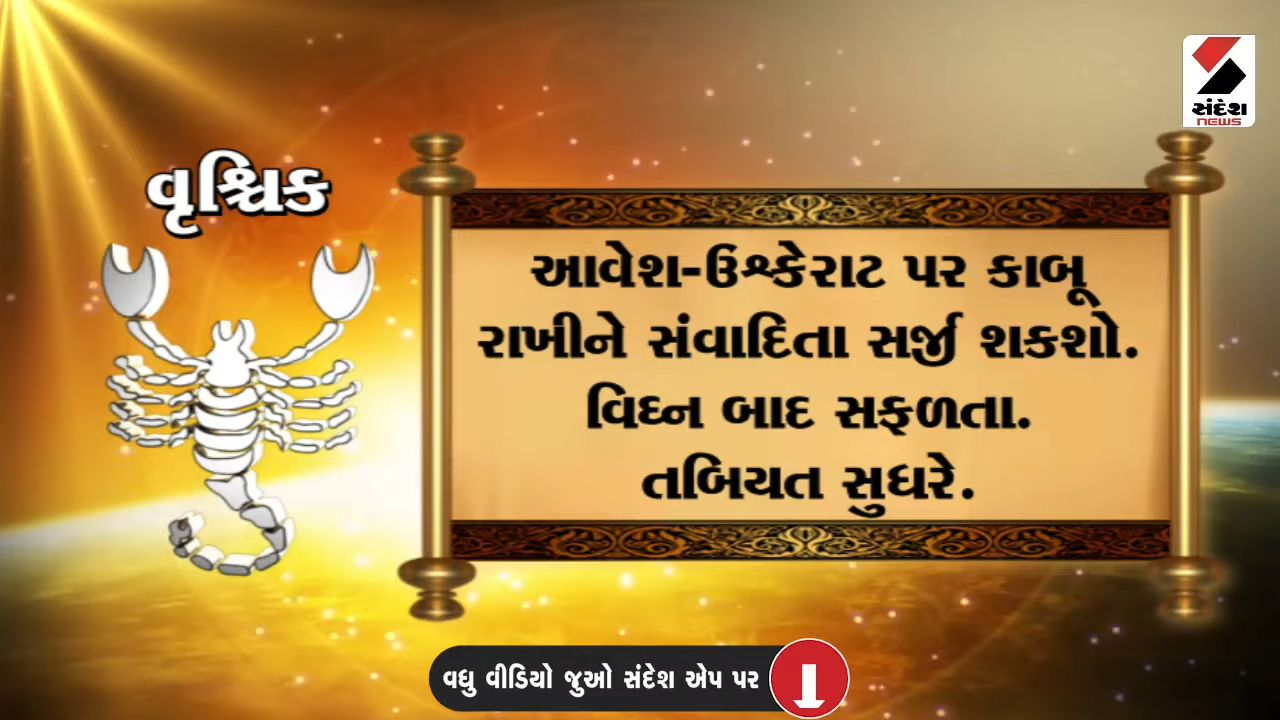 સંદેશ
NEWS
વૃશ્ચિક
આવેશ-ઉશ્કેરાટ પર કાબૂ
રાખીને સંવાદિતા સર્જી શકશો.
વિઘ્ન બાદ સફળતા.
તબિયત સુધરે.
વધુ વીડિયો જુઓ સંદેશ એપ પર